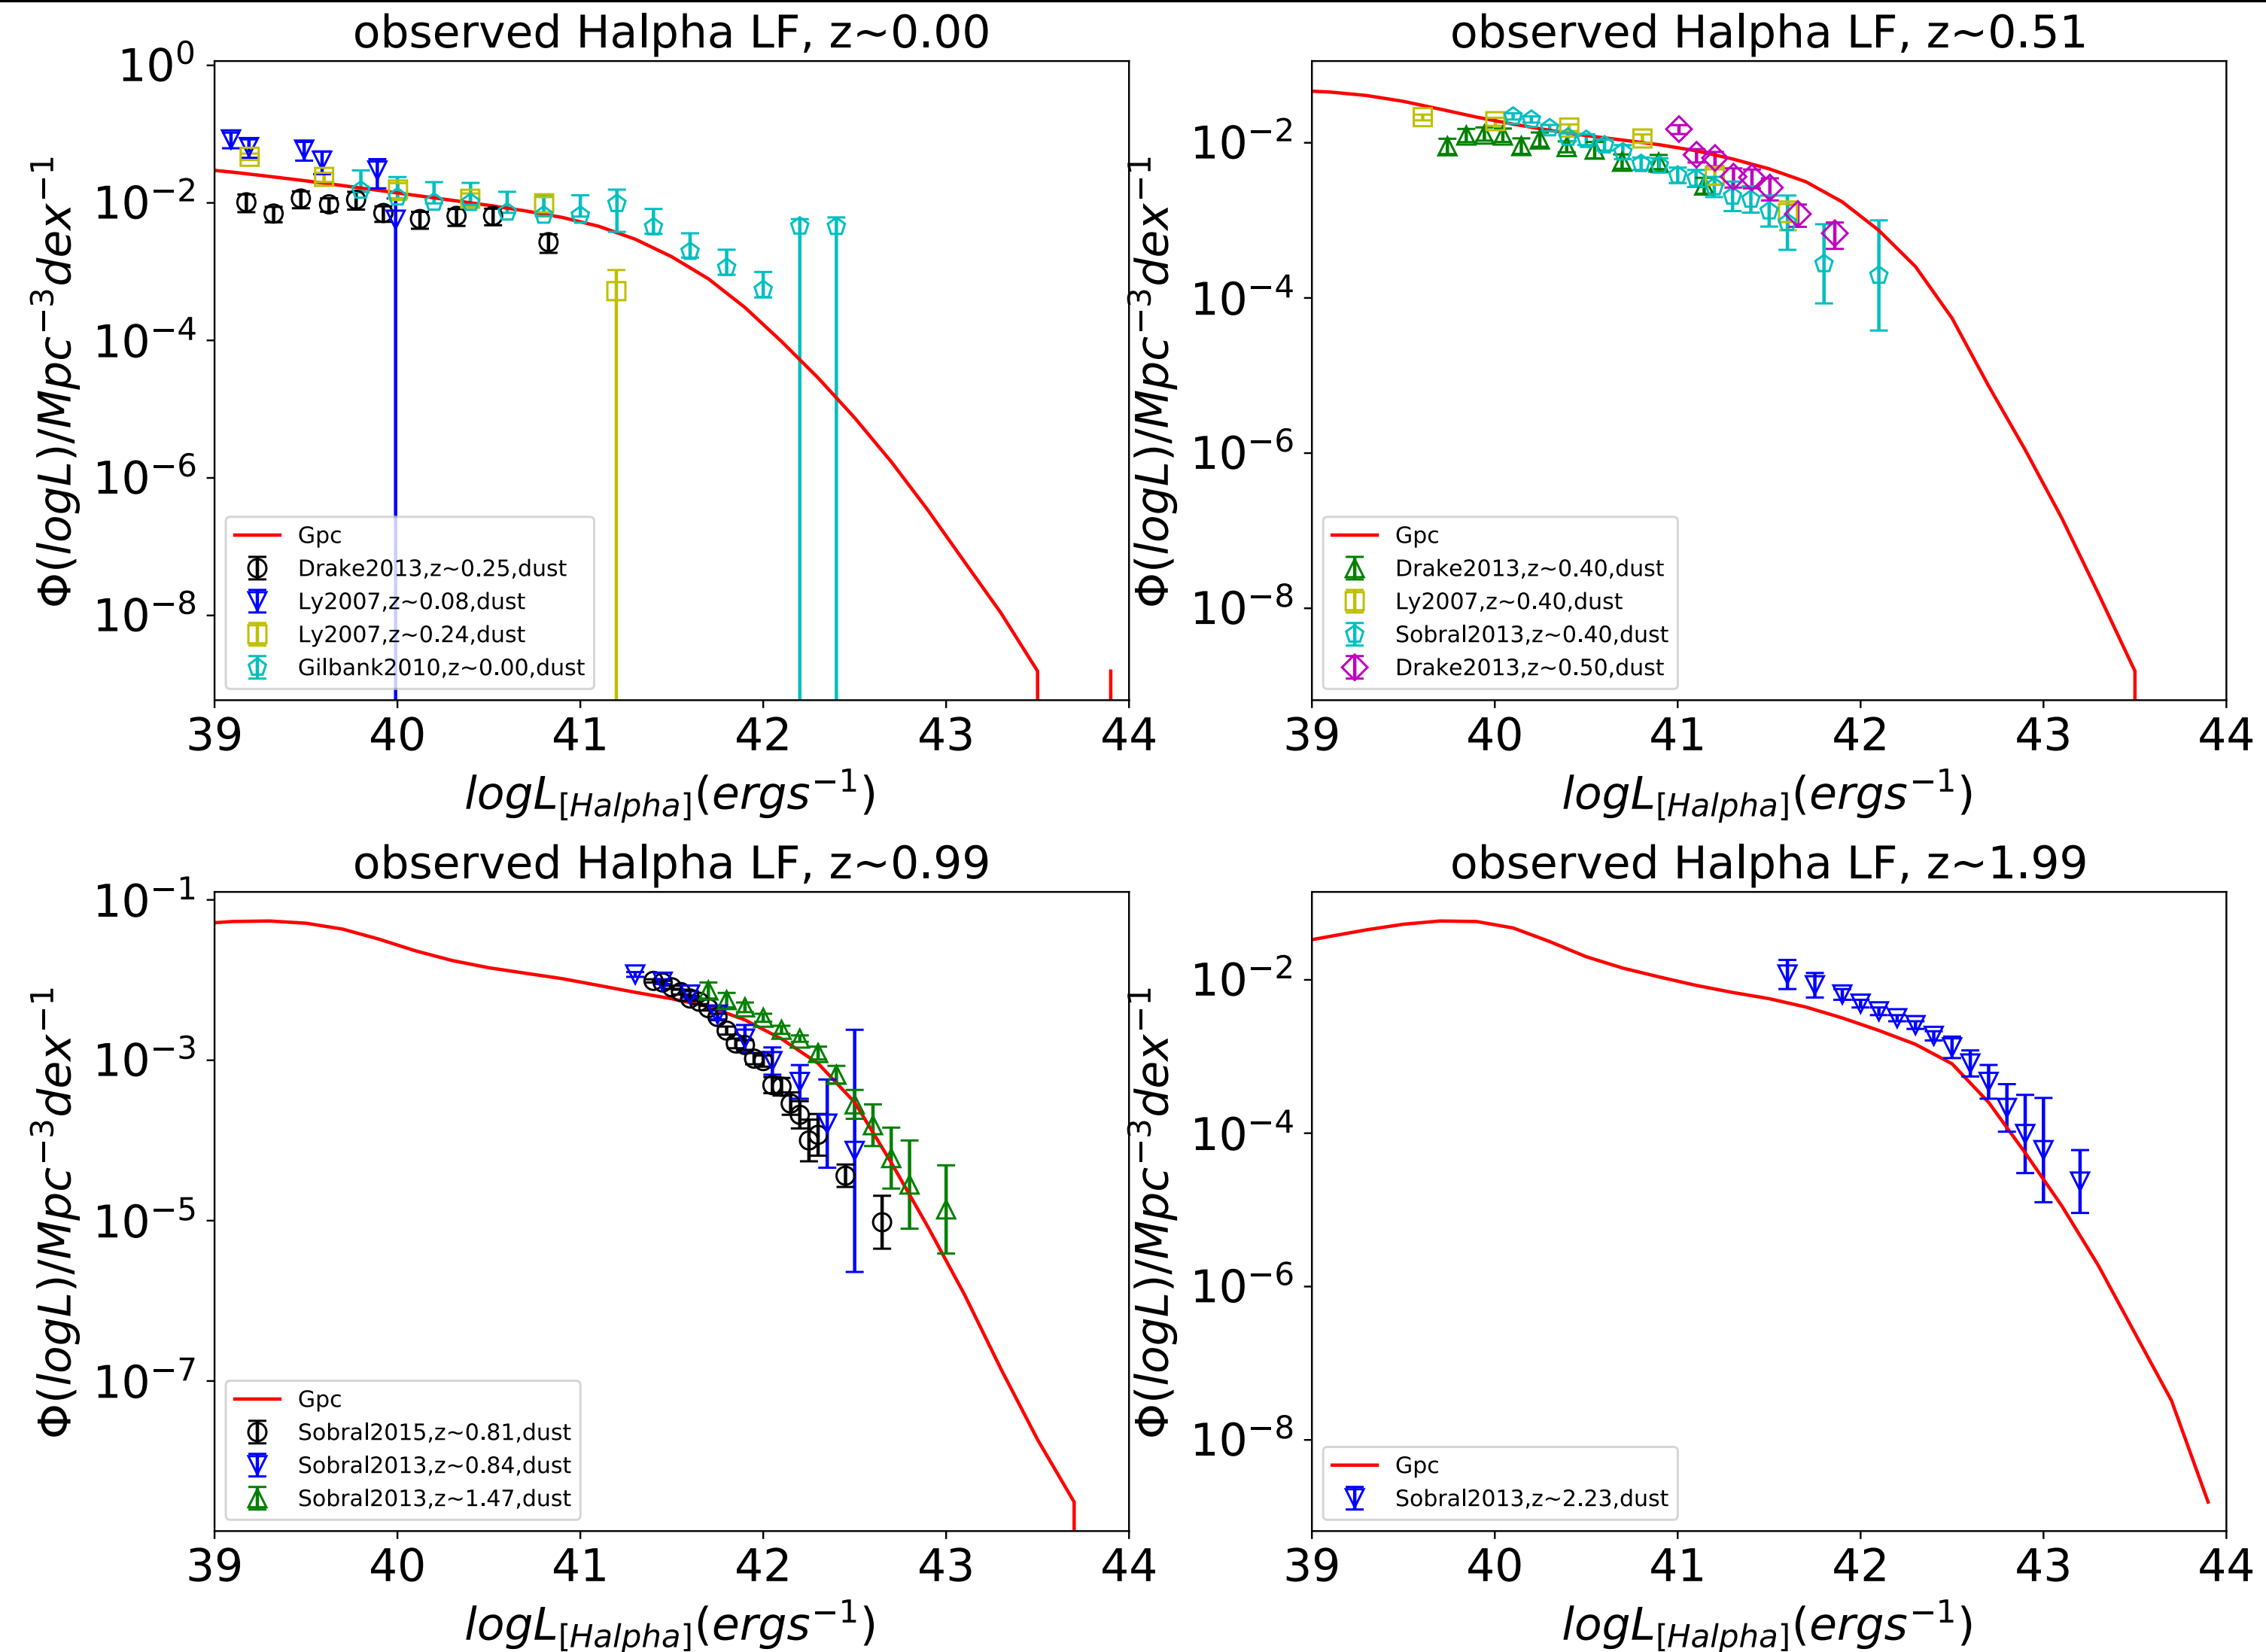 observed Halpha LF, z~0.00
10^0
10^−2
10^−4
10^−6
10^−8
Φ(logL)/Mpc^−3dex^−1
Gpc
Drake2013,z~0.25,dust
Ly2007,z~0.08,dust
Ly2007,z~0.24,dust
Gilbank2010,z~0.00,dust
39 40 41 42 43 44
logL_[Halpha](ergs^−1)
observed Halpha LF, z~0.51
10^−2
10^−4
10^−6
10^−8
Φ(logL)/Mpc^−3dex^−1
Gpc
Drake2013,z~0.40,dust
Ly2007,z~0.40,dust
Sobral2013,z~0.40,dust
Drake2013,z~0.50,dust
39 40 41 42 43 44
logL_[Halpha](ergs^−1)
observed Halpha LF, z~0.99
10^−1
10^−3
10^−5
10^−7
Φ(logL)/Mpc^−3dex^−1
Gpc
Sobral2015,z~0.81,dust
Sobral2013,z~0.84,dust
Sobral2013,z~1.47,dust
39 40 41 42 43 44
logL_[Halpha](ergs^−1)
observed Halpha LF, z~1.99
10^−2
10^−4
10^−6
10^−8
Φ(logL)/Mpc^−3dex^−1
Gpc
Sobral2013,z~2.23,dust
39 40 41 42 43 44
logL_[Halpha](ergs^−1)